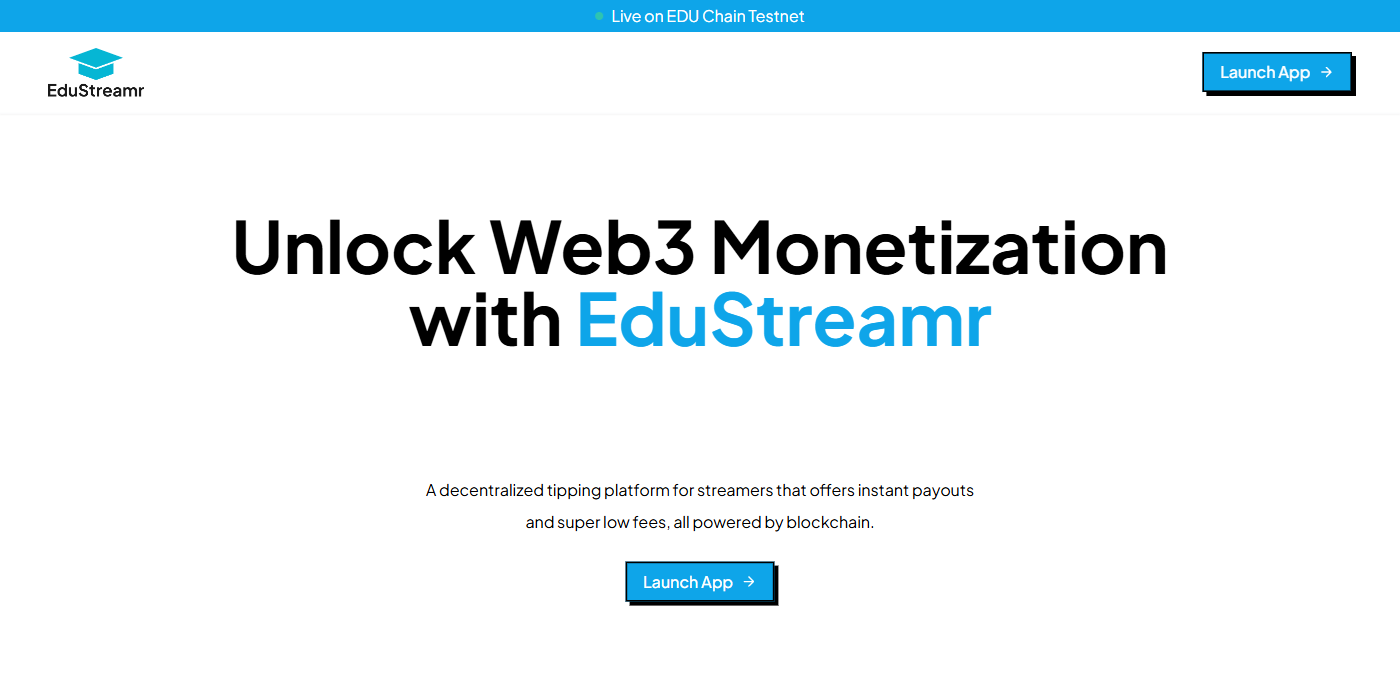 Live on EDU Chain Testnet
EduStreamr
Launch App
Unlock Web3 Monetization
with EduStreamr
A decentralized tipping platform for streamers that offers instant payouts
and super low fees, all powered by blockchain.
Launch App